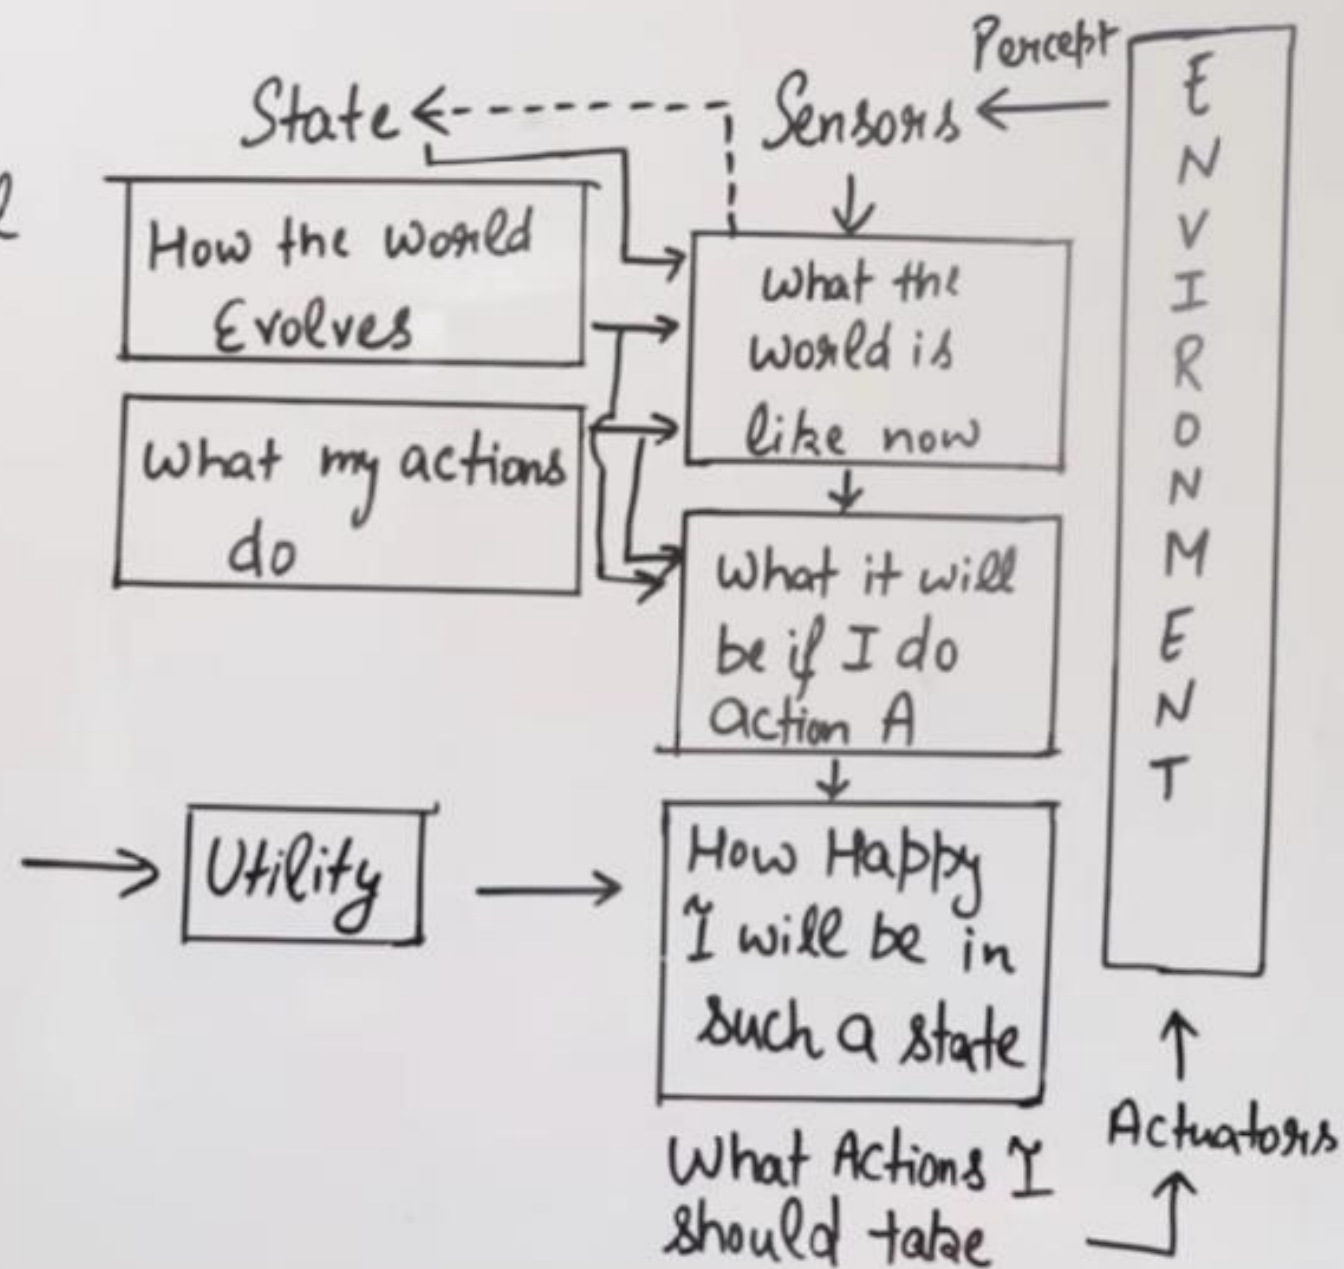 Percept
State
Sensors
How the world
Evolves
What the
world is
like now
What my actions
do
What it will
be if I do
action A
Utility
How Happy
I will be in
such a state
What Actions I
should take
Actuators
ENVIRONMENT